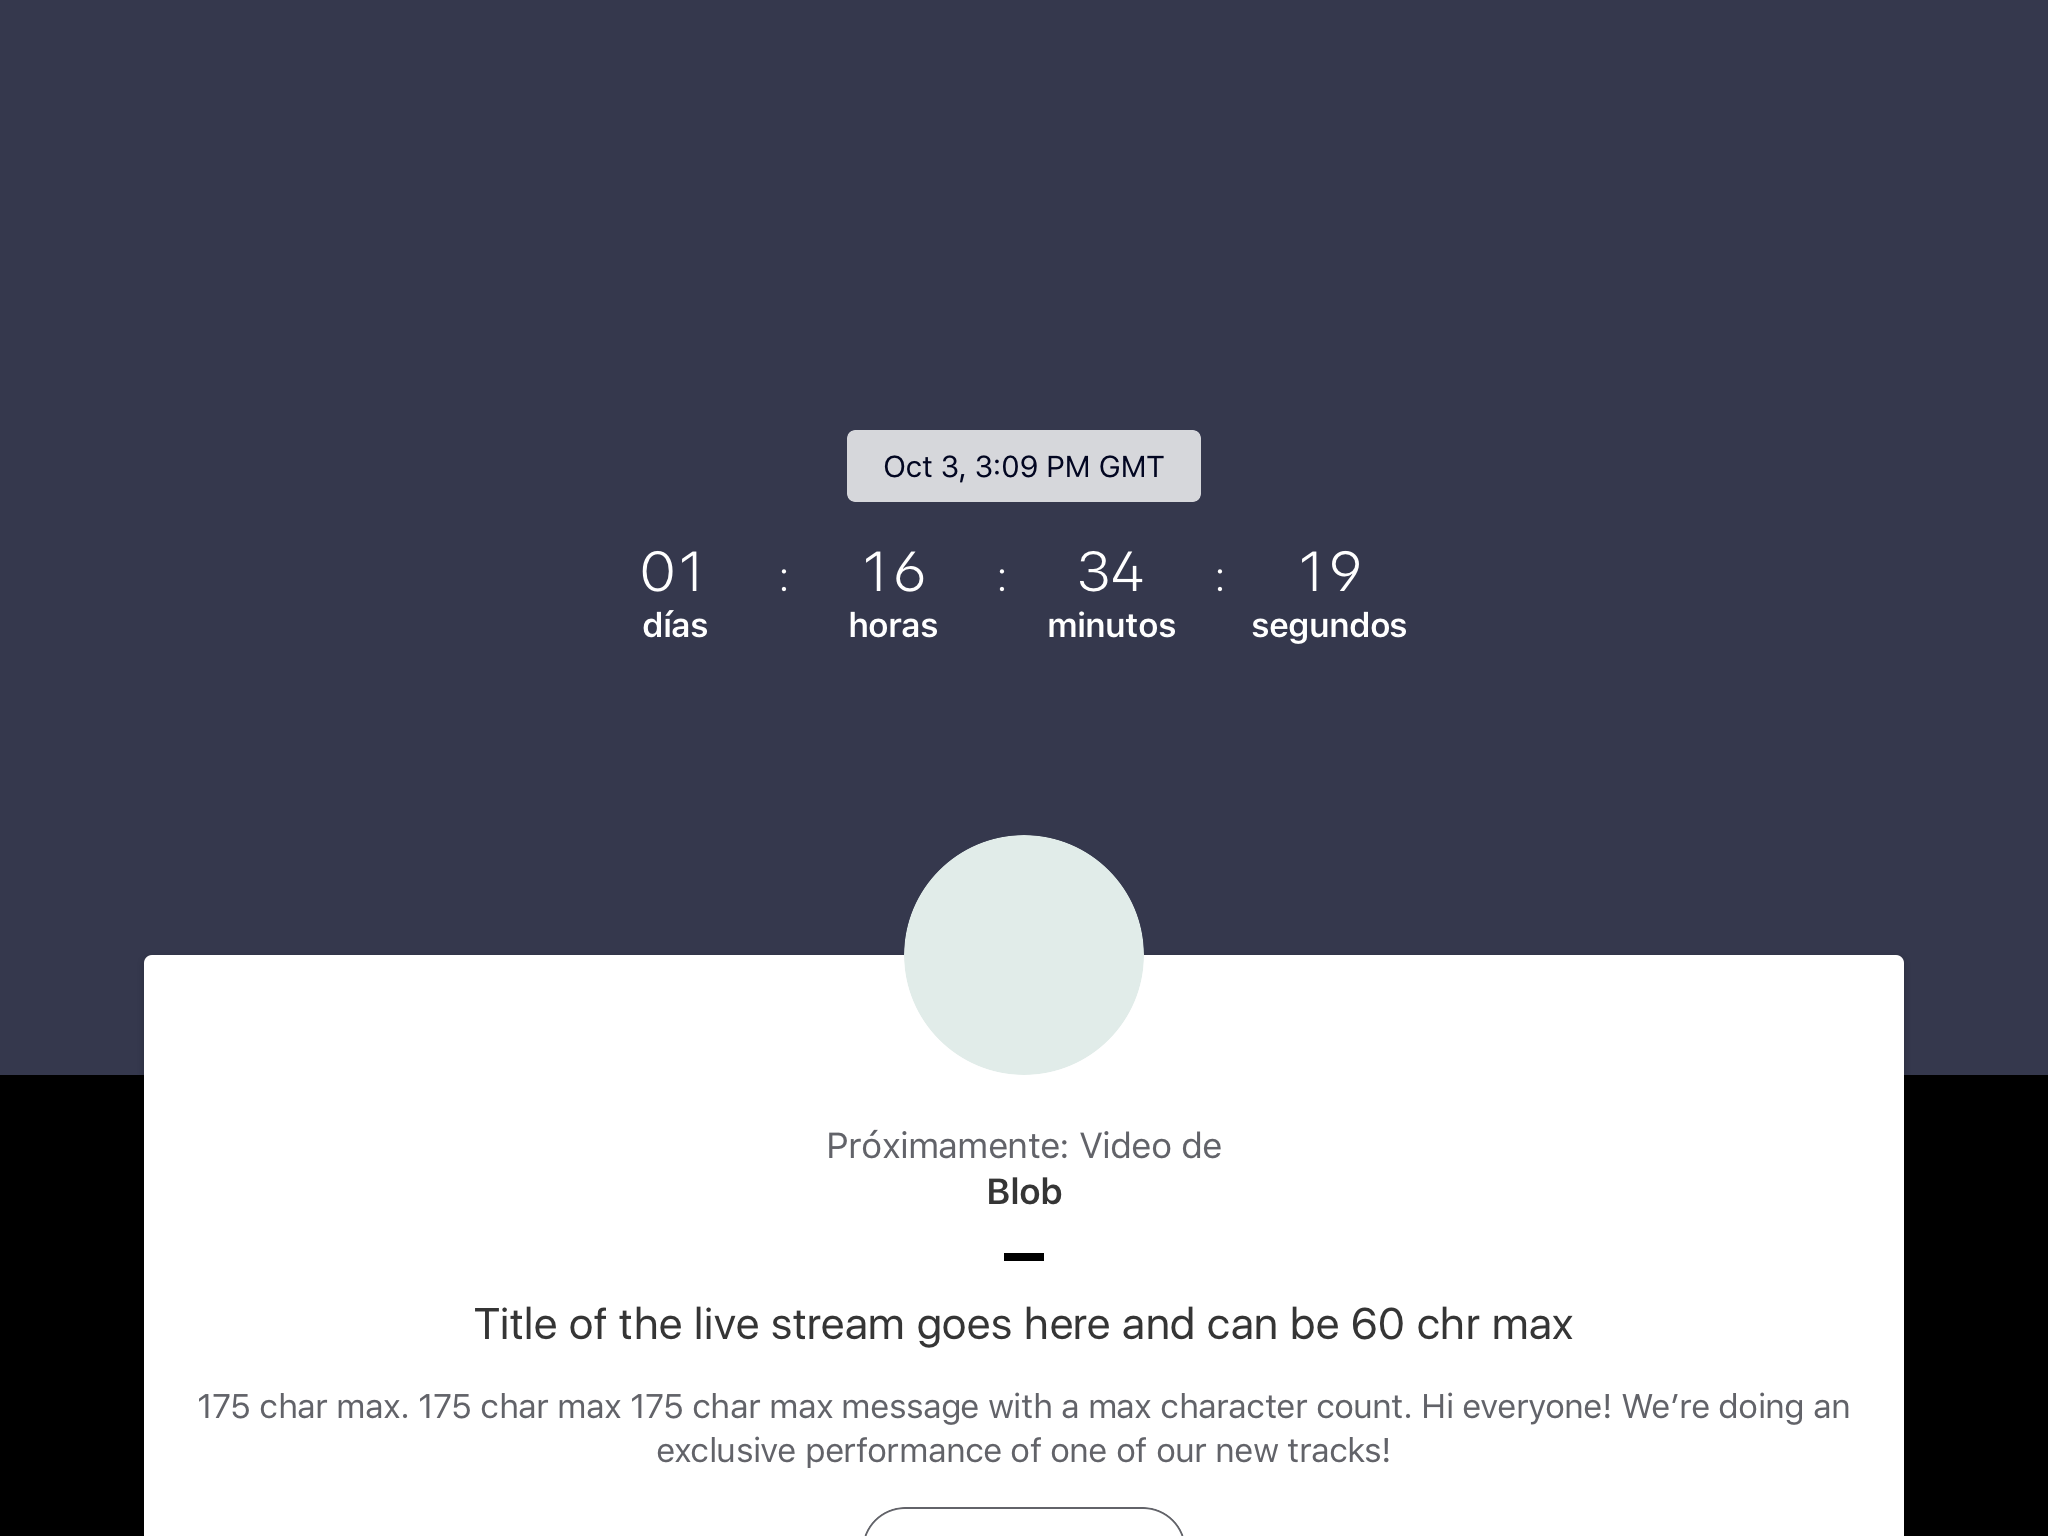 Oct 3, 3:09 PM GMT
01 : 16 : 34 : 19
días horas minutos segundos
Próximamente: Video de
Blob
Title of the live stream goes here and can be 60 chr max
175 char max. 175 char max 175 char max message with a max character count. Hi everyone! We’re doing an
exclusive performance of one of our new tracks!